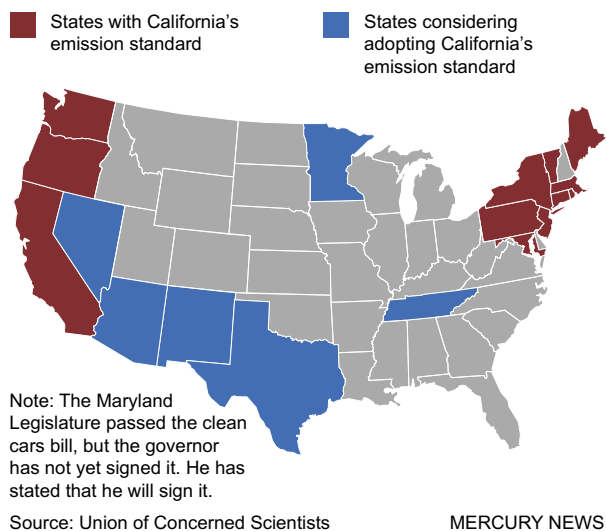 States with California's
emission standard
States considering
adopting California's
emission standard
Note: The Maryland
Legislature passed the clean
cars bill, but the governor
has not yet signed it. He has
stated that he will sign it.
Source: Union of Concerned Scientists
MERCURY NEWS